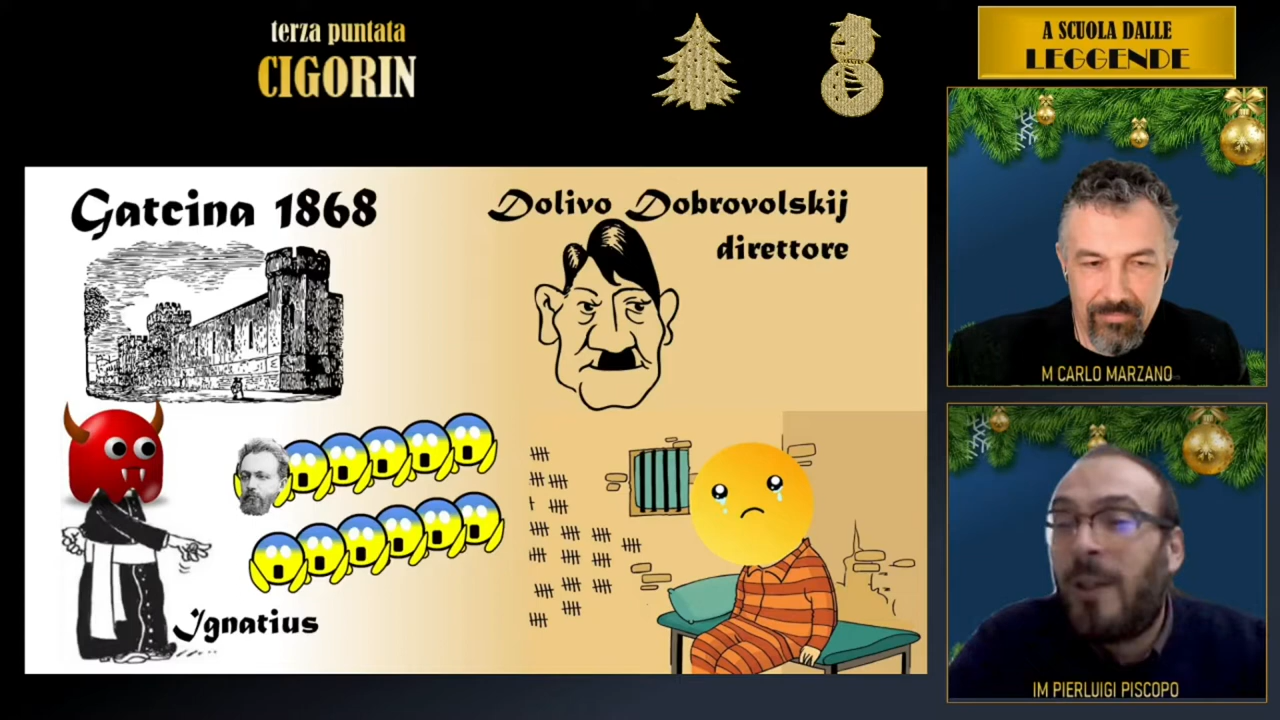 terza puntata
CIGORIN
A SCUOLA DALLE
LEGGENDE
Gatcina 1868
Dolivo Dobrovolskij
direttore
Ignatius
M CARLO MARZANO
IM PIERLUIGI PISCOPO